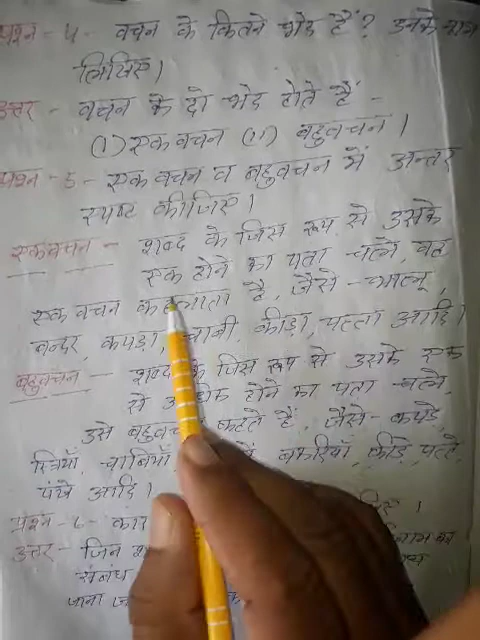 प्रश्न - 4 - वचन के कितने भेद हैं? उनके नाम
लिखिए।
उत्तर - वचन के दो भेद होते हैं -
(i) एकवचन (ii) बहुवचन।
प्रश्न - 5 - एकवचन व बहुवचन में अन्तर
स्पष्ट कीजिए।
एकवचन - शब्द के जिस रूप से उसके
एक होने का पता चले, वह
एकवचन कहलाता है, जैसे - भालू,
बन्दर, कपड़ा, चाबी, कीड़ा, पत्ता आदि।
बहुवचन - शब्द के जिस रूप से उसके एक
से अधिक होने का पता चले,
उसे बहुवचन कहते हैं, जैसे - कपड़े,
स्त्रियाँ, चाबियाँ, बकरियाँ, कीड़े, पत्ते,
पंखे आदि।
प्रश्न - 6 -
उत्तर - जिन
संबंध
जाना